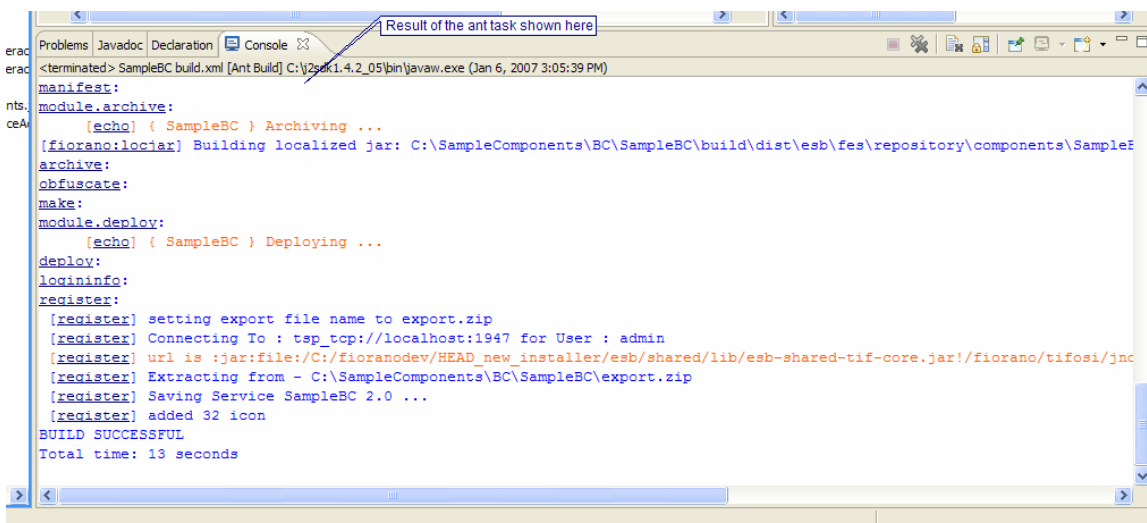 Result of the ant task shown here
Problems Javadoc Declaration Console
<terminated> SampleBC build.xml [Ant Build] C:\j2sdk1.4.2_05\bin\javaw.exe (Jan 6, 2007 3:05:39 PM)
erac
erac
nts.
ceA
manifest:
module.archive:
[echo] { SampleBC } Archiving ...
[fiorano:locjar] Building localized jar: C:\SampleComponents\BC\SampleBC\build\dist\esb\fes\repository\components\SampleB
archive:
obfuscate:
make:
module.deploy:
[echo] { SampleBC } Deploying ...
deploy:
logininfo:
register:
[register] setting export file name to export.zip
[register] Connecting To : tsp_tcp://localhost:1947 for User : admin
[register] url is :jar:file:/C:/fioranodev/HEAD_new_installer/esb/shared/lib/esb-shared-tif-core.jar!/fiorano/tifosi/jnd
[register] Extracting from - C:\SampleComponents\BC\SampleBC\export.zip
[register] Saving Service SampleBC 2.0 ...
[register] added 32 icon
BUILD SUCCESSFUL
Total time: 13 seconds